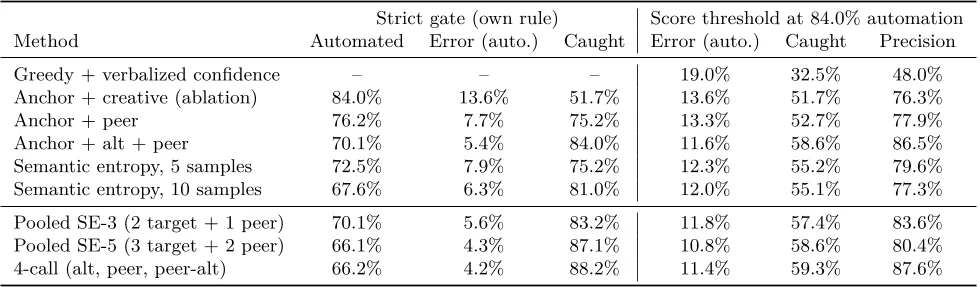 Strict gate (own rule) Score threshold at 84.0% automation
Method Automated Error (auto.) Caught Error (auto.) Caught Precision
Greedy + verbalized confidence – – – 19.0% 32.5% 48.0%
Anchor + creative (ablation) 84.0% 13.6% 51.7% 13.6% 51.7% 76.3%
Anchor + peer 76.2% 7.7% 75.2% 13.3% 52.7% 77.9%
Anchor + alt + peer 70.1% 5.4% 84.0% 11.6% 58.6% 86.5%
Semantic entropy, 5 samples 72.5% 7.9% 75.2% 12.3% 55.2% 79.6%
Semantic entropy, 10 samples 67.6% 6.3% 81.0% 12.0% 55.1% 77.3%
Pooled SE-3 (2 target + 1 peer) 70.1% 5.6% 83.2% 11.8% 57.4% 83.6%
Pooled SE-5 (3 target + 2 peer) 66.1% 4.3% 87.1% 10.8% 58.6% 80.4%
4-call (alt, peer, peer-alt) 66.2% 4.2% 88.2% 11.4% 59.3% 87.6%